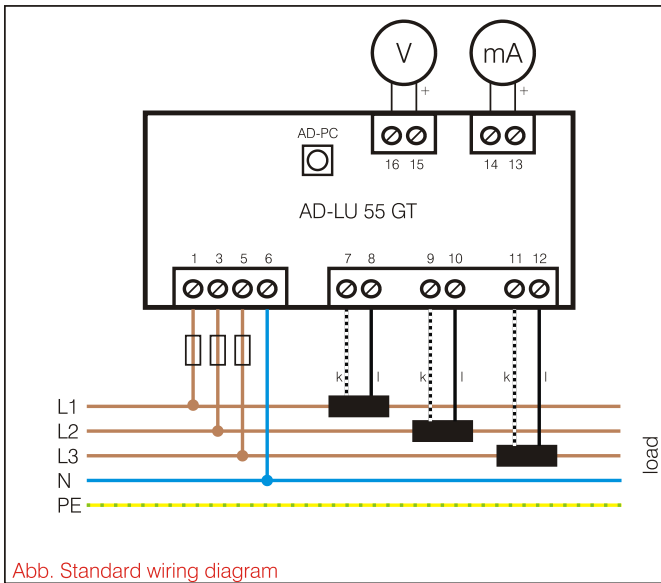 V mA
+ +
AD-PC
16 15 14 13
AD-LU 55 GT
1 3 5 6 7 8 9 10 11 12
k l k l k l
L1
L2
L3
N
PE
load
Abb. Standard wiring diagram